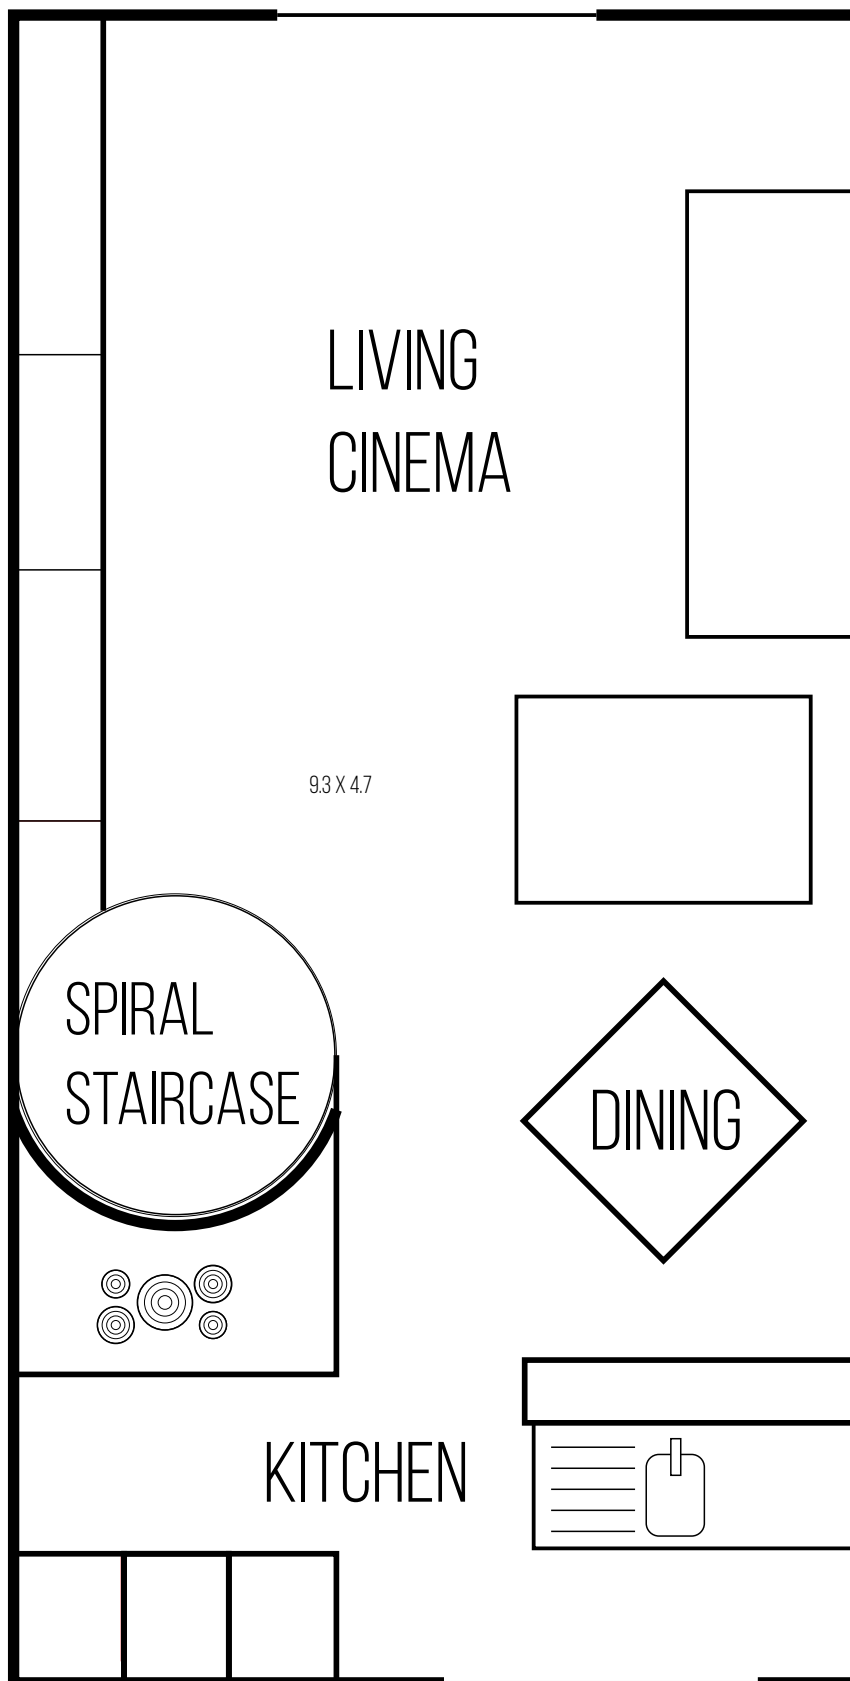 LIVING
CINEMA
9.3 X 4.7
SPIRAL
STAIRCASE
DINING
KITCHEN